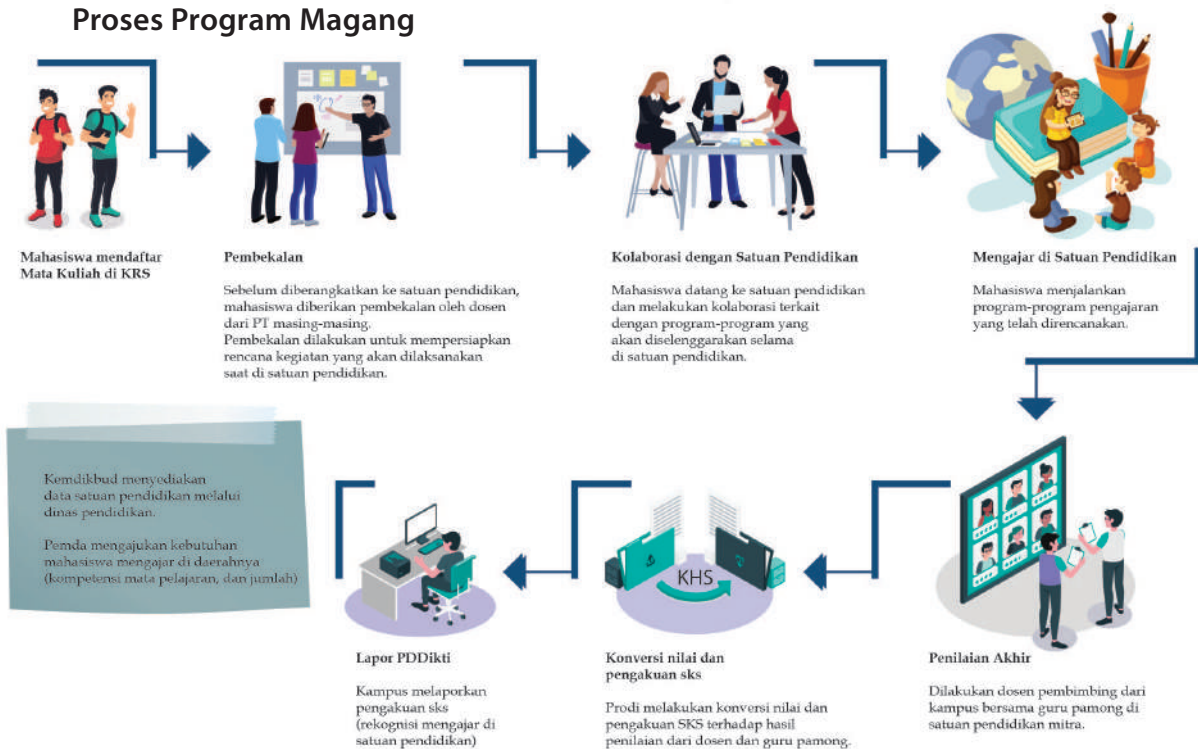 Proses Program Magang
Mahasiswa mendaftar
Mata Kuliah di KRS
Pembekalan
Sebelum diberangkatkan ke satuan pendidikan,
mahasiswa diberikan pembekalan oleh dosen
dari PT masing-masing.
Pembekalan dilakukan untuk mempersiapkan
rencana kegiatan yang akan dilaksanakan
saat di satuan pendidikan.
Kolaborasi dengan Satuan Pendidikan
Mahasiswa datang ke satuan pendidikan
dan melakukan kolaborasi terkait
dengan program-program yang
akan diselenggarakan selama
di satuan pendidikan.
Mengajar di Satuan Pendidikan
Mahasiswa menjalankan
program-program pengajaran
yang telah direncanakan.
Kemdikbud menyediakan
data satuan pendidikan melalui
dinas pendidikan.
Pemda mengajukan kebutuhan
mahasiswa mengajar di daerahnya
(kompetensi mata pelajaran, dan jumlah)
Lapor PDDikti
Kampus melaporkan
pengakuan sks
(rekognisi mengajar di
satuan pendidikan)
KHS
Konversi nilai dan
pengakuan sks
Prodi melakukan konversi nilai dan
pengakuan SKS terhadap hasil
penilaian dari dosen dan guru pamong.
Penilaian Akhir
Dilakukan dosen pembimbing dari
kampus bersama guru pamong di
satuan pendidikan mitra.